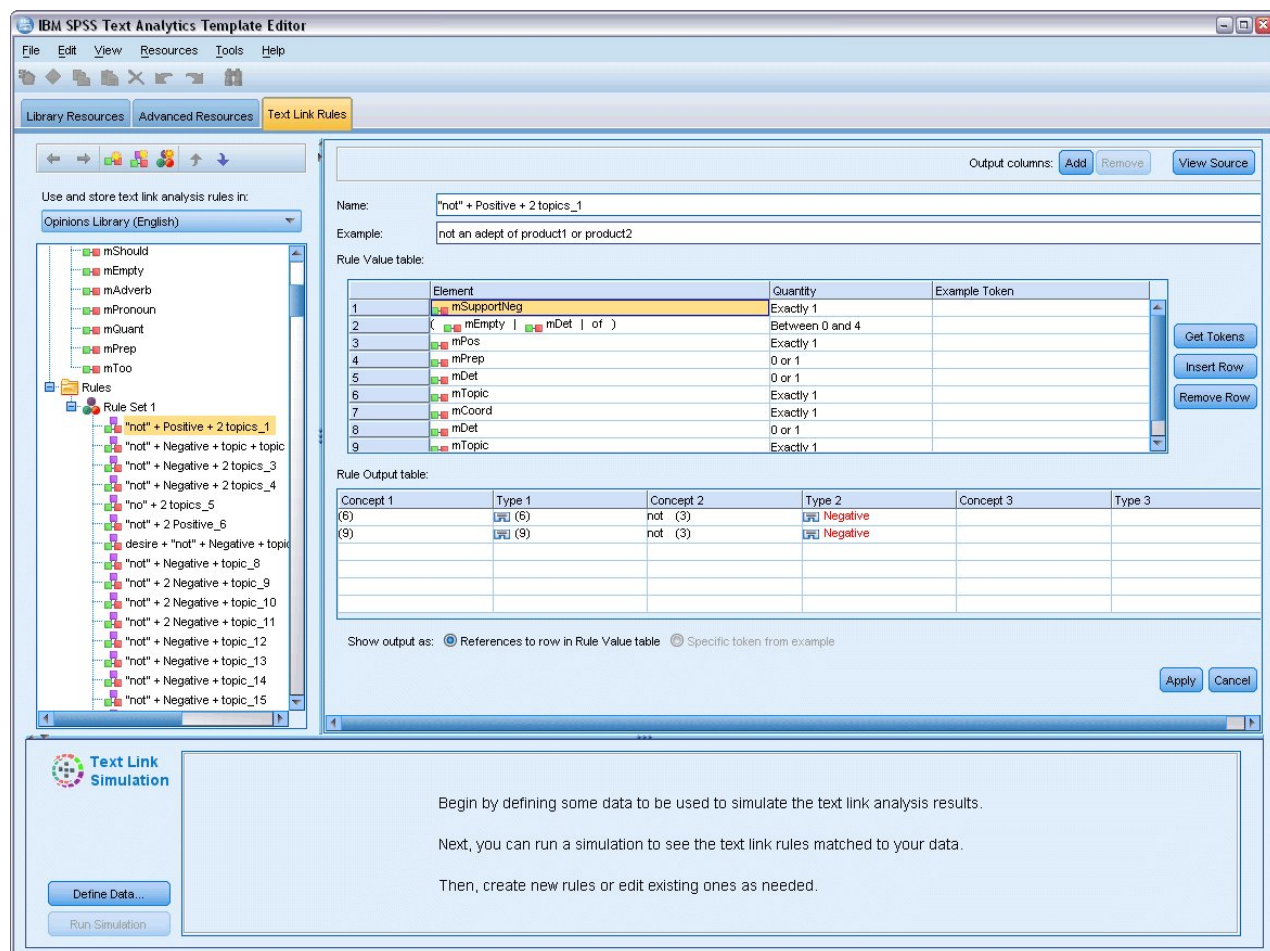 IBM SPSS Text Analytics Template Editor
File Edit View Resources Tools Help
Library Resources Advanced Resources Text Link Rules
Use and store text link analysis rules in:
Opinions Library (English)
mShould
mEmpty
mAdverb
mPronoun
mQuant
mPrep
mToo
Rules
Rule Set 1
"not" + Positive + 2 topics_1
"not" + Negative + topic + topic
"not" + Negative + 2 topics_3
"not" + Negative + 2 topics_4
"no" + 2 topics_5
"not" + 2 Positive_6
desire + "not" + Negative + topic
"not" + Negative + topic_8
"not" + 2 Negative + topic_9
"not" + 2 Negative + topic_10
"not" + 2 Negative + topic_11
"not" + Negative + topic_12
"not" + Negative + topic_13
"not" + Negative + topic_14
"not" + Negative + topic_15
Output columns: Add Remove View Source
Name: "not" + Positive + 2 topics_1
Example: not an adept of product1 or product2
Rule Value table:
Element Quantity Example Token
1 mSupportNeg Exactly 1
2 ( mEmpty | mDet | of ) Between 0 and 4
3 mPos Exactly 1
4 mPrep 0 or 1
5 mDet 0 or 1
6 mTopic Exactly 1
7 mCoord Exactly 1
8 mDet 0 or 1
9 mTopic Exactly 1
Get Tokens
Insert Row
Remove Row
Rule Output table:
Concept 1 Type 1 Concept 2 Type 2 Concept 3 Type 3
(6) (6) not (3) Negative
(9) (9) not (3) Negative
Show output as: References to row in Rule Value table Specific token from example
Apply Cancel
Text Link
Simulation
Define Data...
Run Simulation
Begin by defining some data to be used to simulate the text link analysis results.
Next, you can run a simulation to see the text link rules matched to your data.
Then, create new rules or edit existing ones as needed.